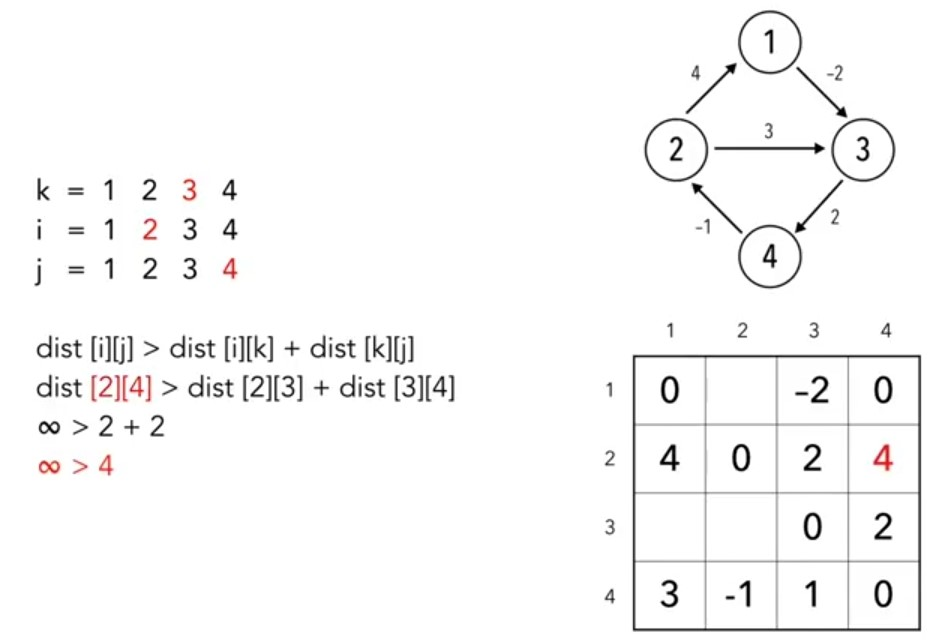 k = 1 2 3 4
i = 1 2 3 4
j = 1 2 3 4
dist [i][j] > dist [i][k] + dist [k][j]
dist [2][4] > dist [2][3] + dist [3][4]
∞ > 2 + 2
∞ > 4
1
4
-2
2
3
3
-1
2
4
1 2 3 4
1 0 -2 0
2 4 0 2 4
3 0 2
4 3 -1 1 0